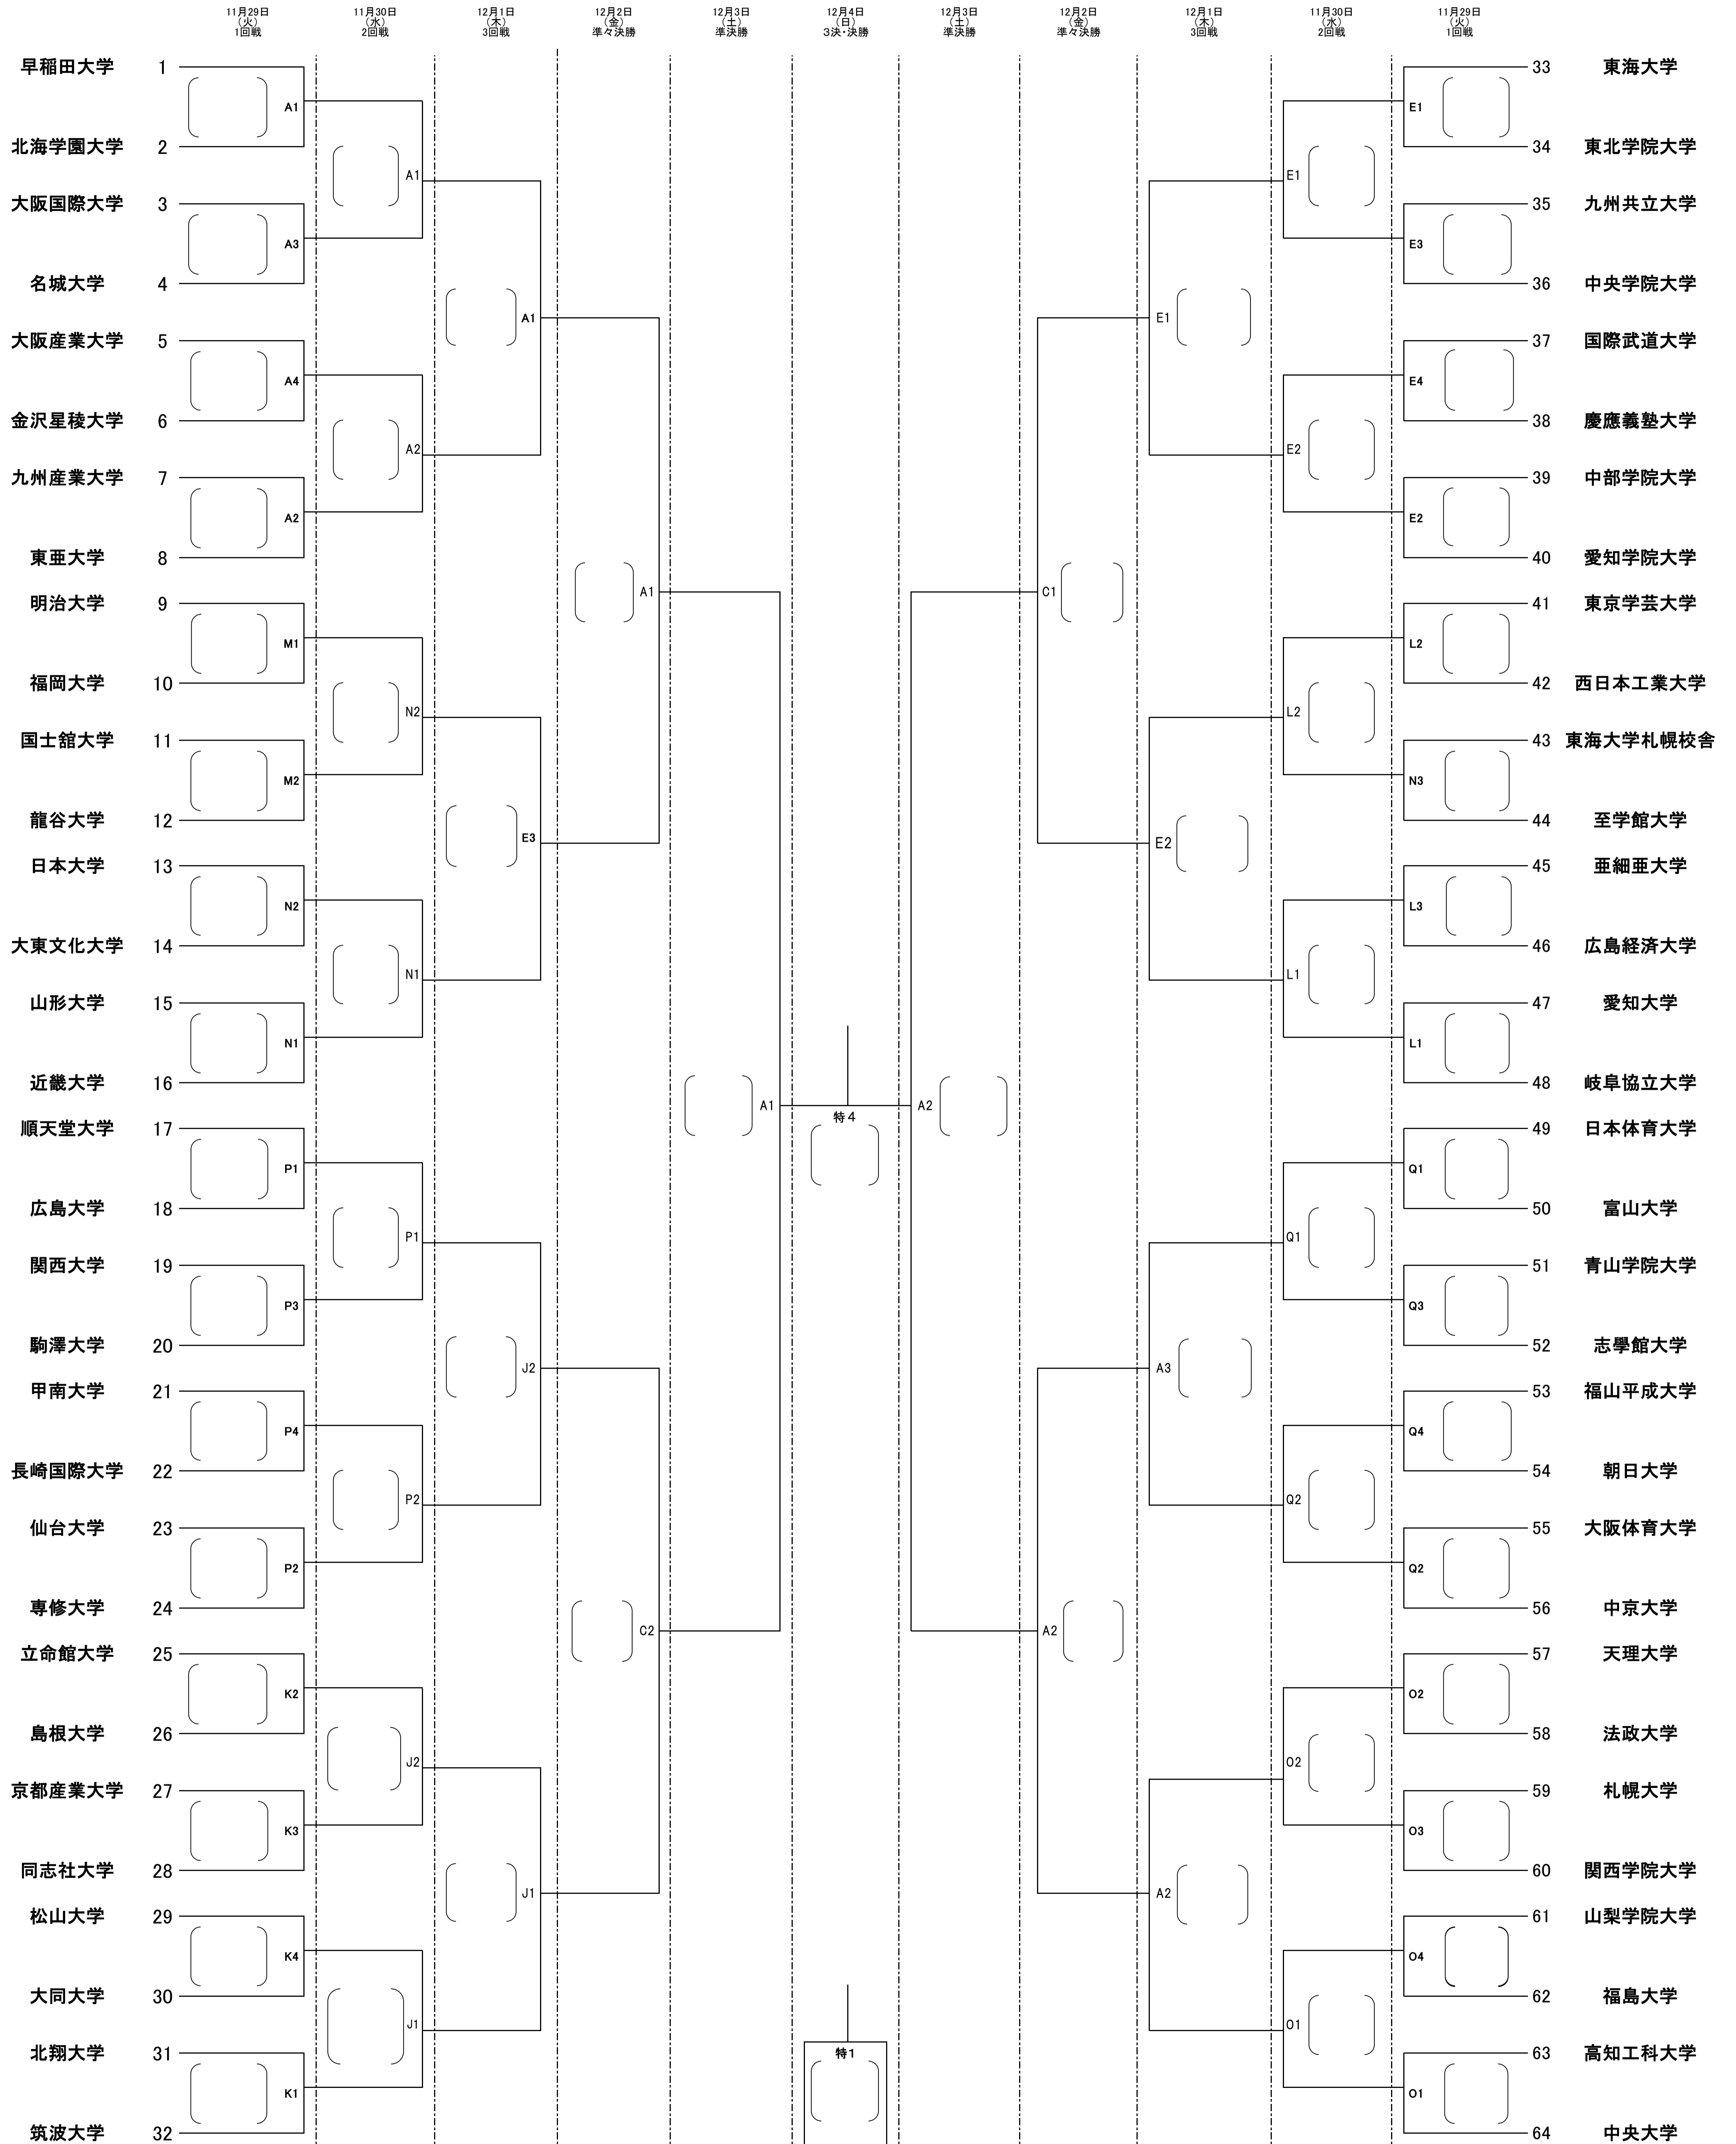 11月29日 11月30日 12月1日 12月2日 12月3日 12月4日 12月3日 12月2日 12月1日 11月30日 11月29日
(火) (水) (木) (金) (土) (日) (土) (金) (木) (水) (火)
1回戦 2回戦 3回戦 準々決勝 準決勝 3決・決勝 準決勝 準々決勝 3回戦 2回戦 1回戦
早稲田大学 1 33 東海大学
A1 E1
北海学園大学 2 34 東北学院大学
A1 E1
大阪国際大学 3 35 九州共立大学
A3 E3
名城大学 4 36 中央学院大学
A1 E1
大阪産業大学 5 37 国際武道大学
A4 E4
金沢星稜大学 6 38 慶應義塾大学
A2 E2
九州産業大学 7 39 中部学院大学
A2 E2
東亜大学 8 40 愛知学院大学
A1 C1
明治大学 9 41 東京学芸大学
M1 L2
福岡大学 10 42 西日本工業大学
N2 L2
国士舘大学 11 43 東海大学札幌校舎
M2 N3
龍谷大学 12 44 至学館大学
E3 E2
日本大学 13 45 亜細亜大学
N2 L3
大東文化大学 14 46 広島経済大学
N1 L1
山形大学 15 47 愛知大学
N1 L1
近畿大学 16 48 岐阜協立大学
A1 特4 A2
順天堂大学 17 49 日本体育大学
P1 Q1
広島大学 18 50 富山大学
P1 Q1
関西大学 19 51 青山学院大学
P3 Q3
駒澤大学 20 52 志學館大学
J2 A3
甲南大学 21 53 福山平成大学
P4 Q4
長崎国際大学 22 54 朝日大学
P2 Q2
仙台大学 23 55 大阪体育大学
P2 Q2
専修大学 24 56 中京大学
C2 A2
立命館大学 25 57 天理大学
K2 O2
島根大学 26 58 法政大学
J2 O2
京都産業大学 27 59 札幌大学
K3 O3
同志社大学 28 60 関西学院大学
J1 A2
松山大学 29 61 山梨学院大学
K4 O4
大同大学 30 62 福島大学
J1 O1
北翔大学 31 特1 63 高知工科大学
K1 O1
筑波大学 32 64 中央大学